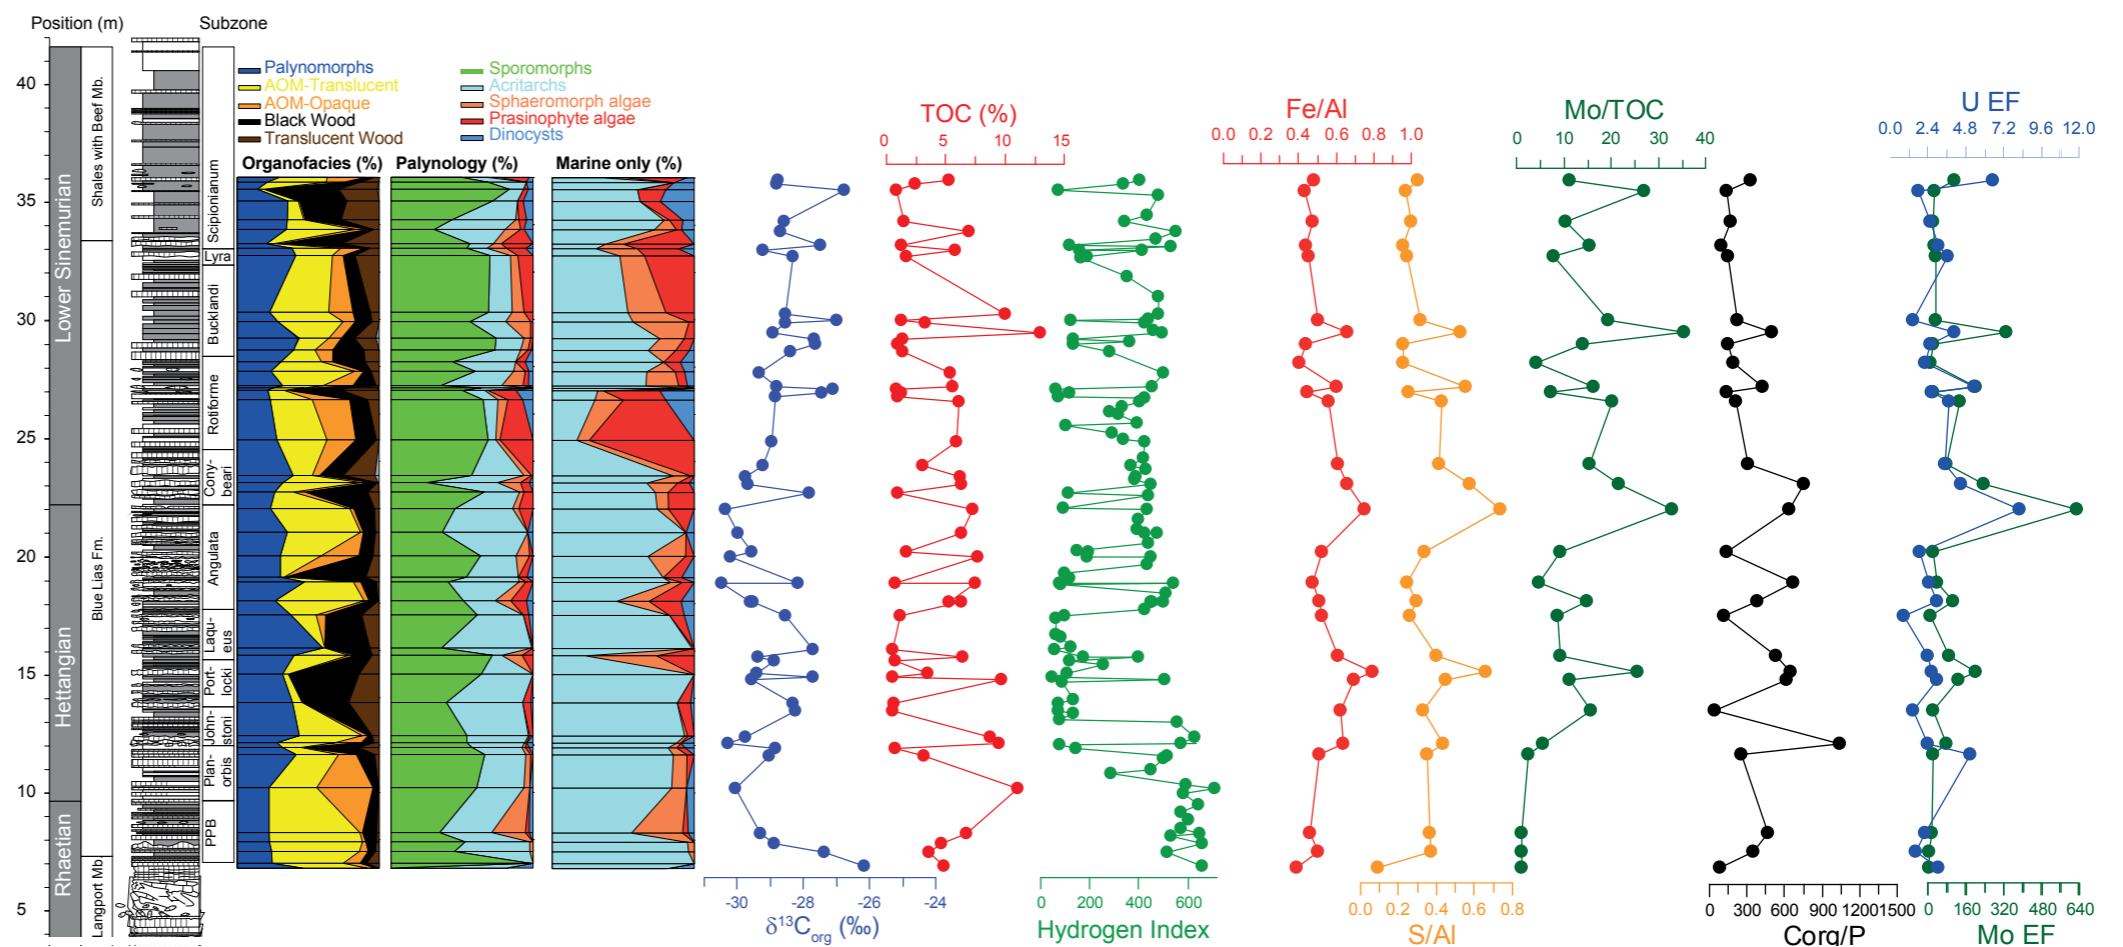 Position (m)
Subzone
40
35
30
25
20
15
10
5
Lower Sinemurian
Hettangian
Rhaetian
Shales with Beef Mb.
Blue Lias Fm.
Langport Mb.
Scipionianum
Lyra
Bucklandi
Rotiforme
Cony-
beari
Angulata
Laqu-
eus
Port-
locki
John-
stoni
Plan-
orbis
PPB
Palynomorphs
AOM-Translucent
AOM-Opaque
Black Wood
Translucent Wood
Sporomorphs
Acritarchs
Sphaeromorph algae
Prasinophyte algae
Dinocysts
Organofacies (%)
Palynology (%)
Marine only (%)
-30 -28 -26 -24
δ13Corg (‰)
TOC (%)
0 5 10 15
0 200 400 600
Hydrogen Index
Fe/Al
0.0 0.2 0.4 0.6 0.8 1.0
0.0 0.2 0.4 0.6 0.8
S/Al
Mo/TOC
0 10 20 30 40
0 300 600 900 1200 1500
Corg/P
U EF
0.0 2.4 4.8 7.2 9.6 12.0
0 160 320 480 640
Mo EF